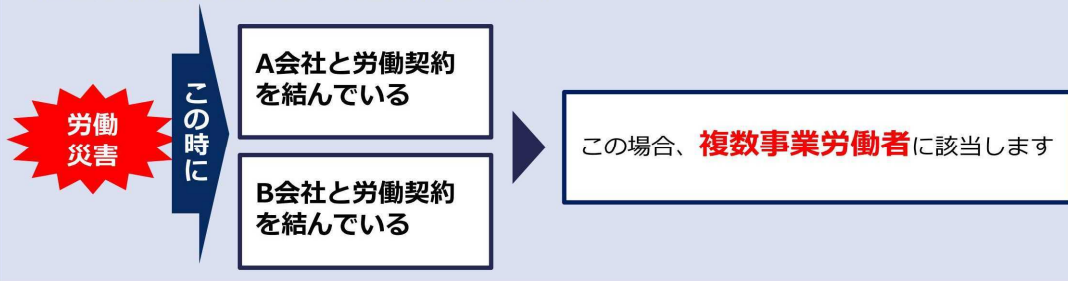 労働
災害
この時に
A会社と労働契約
を結んでいる
B会社と労働契約
を結んでいる
この場合、複数事業労働者に該当します